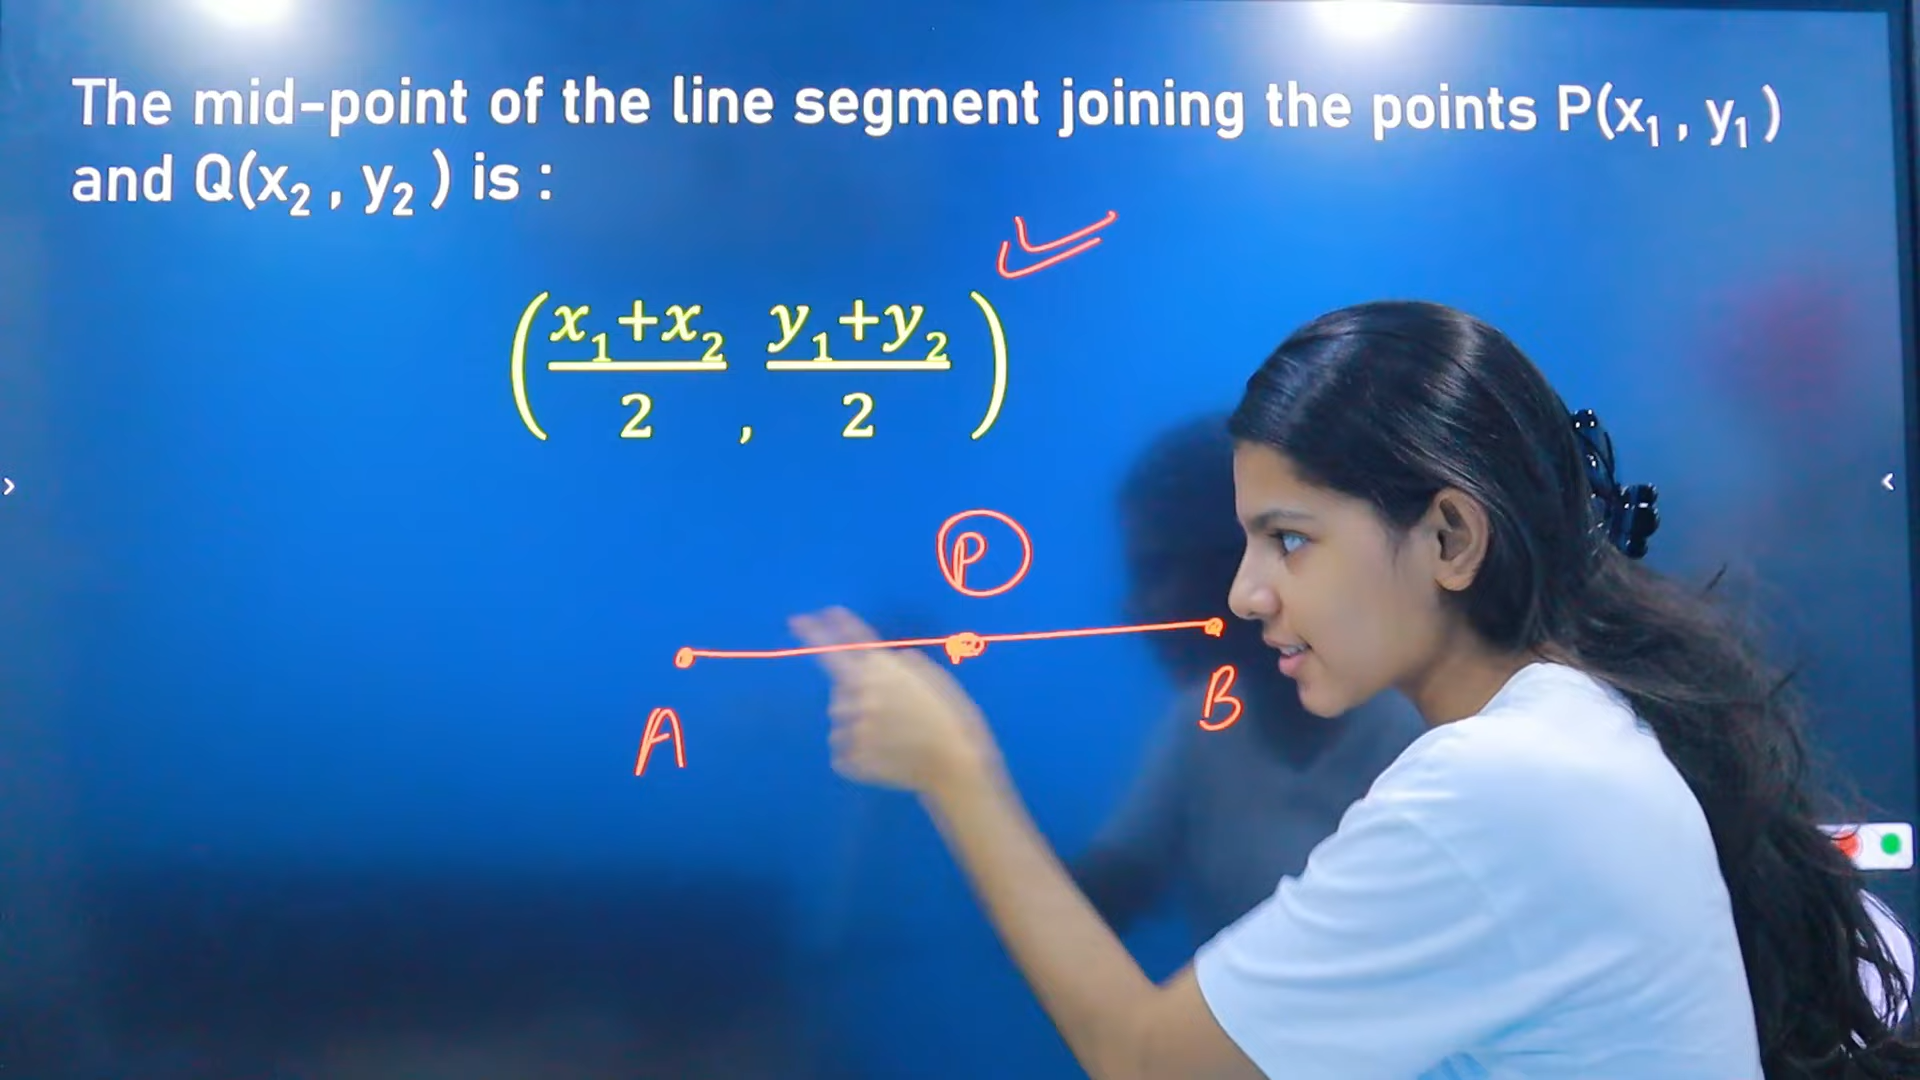 The mid-point of the line segment joining the points P(x₁ , y₁ )
and Q(x₂ , y₂ ) is :
(x₁+x₂/2 , y₁+y₂/2)
P
A
B